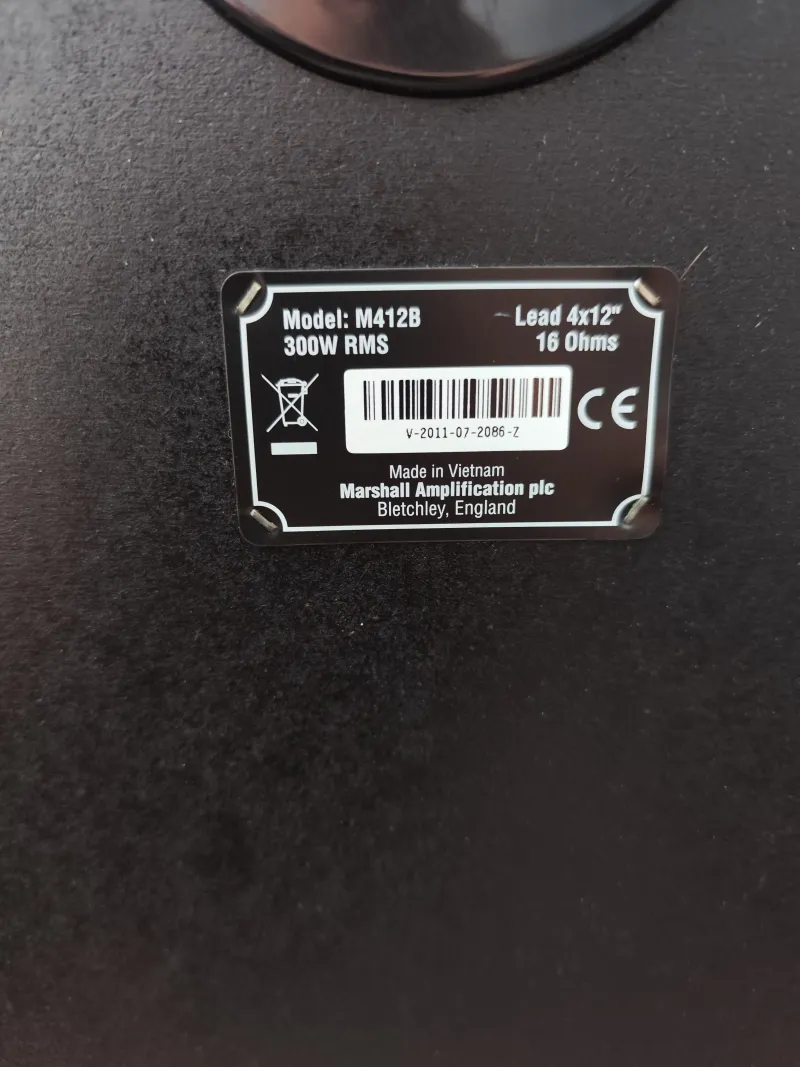 Model: M412B
Lead 4x12"
300W RMS
16 Ohms
V-2011-07-2086-Z
CE
Made in Vietnam
Marshall Amplification plc
Bletchley, England